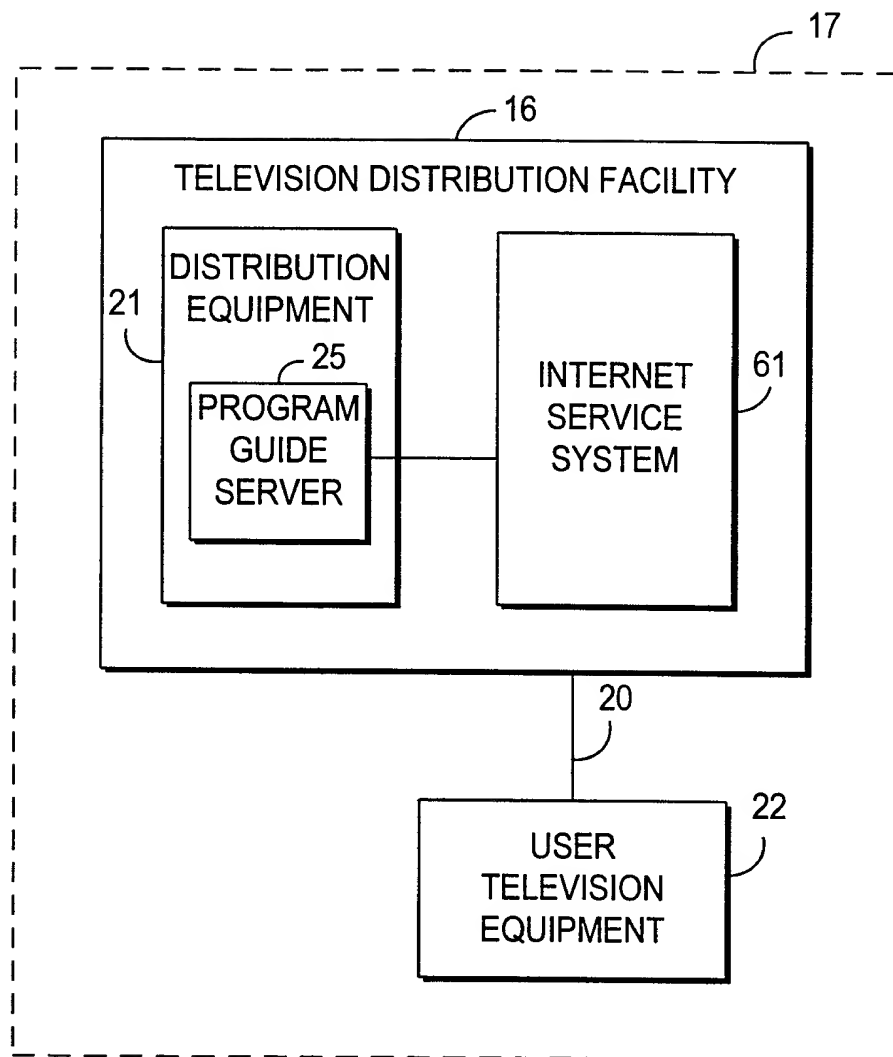 17
16
TELEVISION DISTRIBUTION FACILITY
DISTRIBUTION
EQUIPMENT
21
25
PROGRAM
GUIDE
SERVER
INTERNET
SERVICE
SYSTEM
61
20
22
USER
TELEVISION
EQUIPMENT